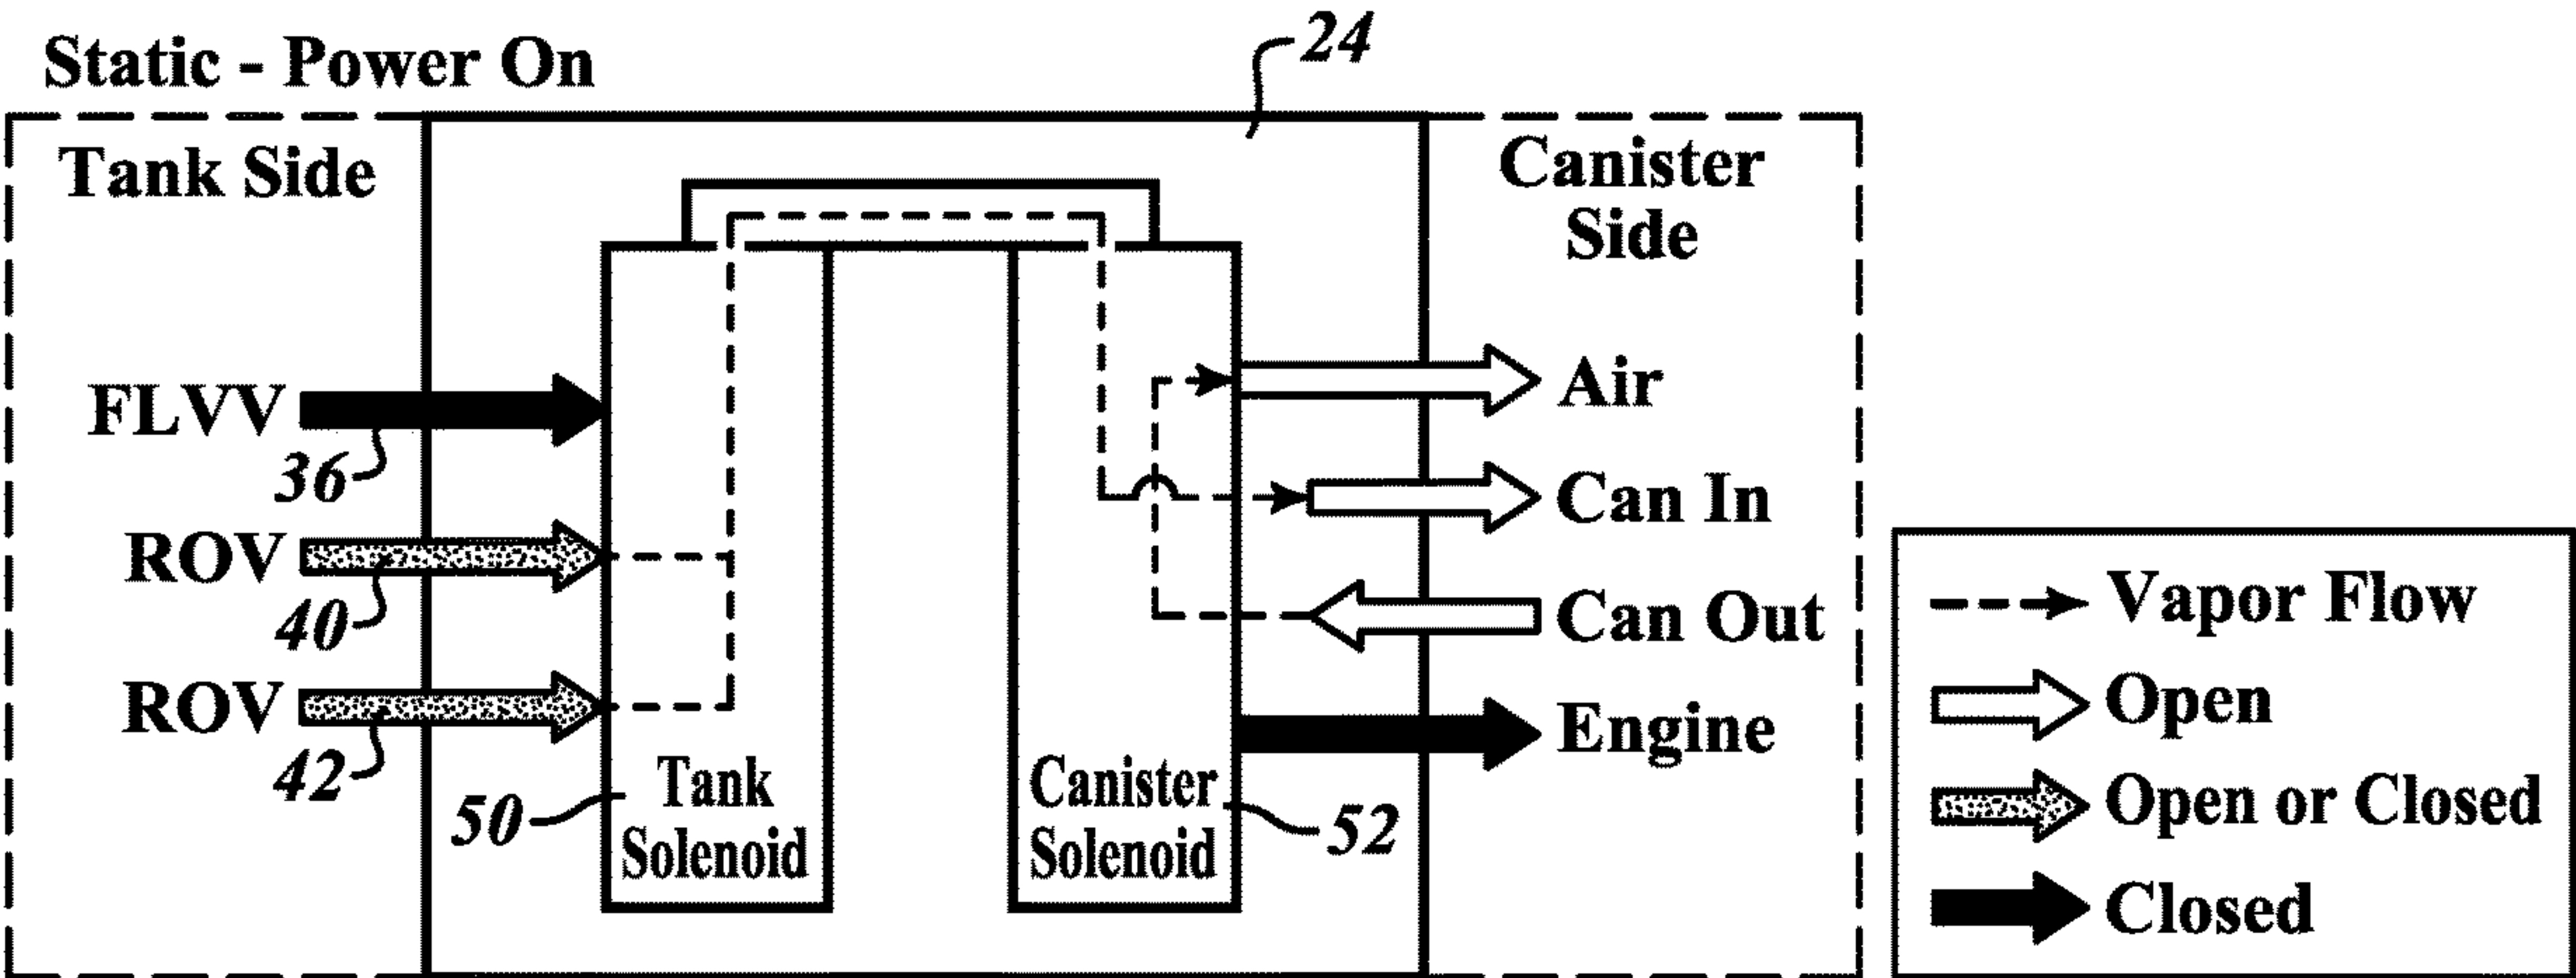 Static - Power On
24
Tank Side
Canister
Side
FLVV
36
ROV
40
ROV
42
50
Tank
Solenoid
Canister
Solenoid
52
Air
Can In
Can Out
Engine
Vapor Flow
Open
Open or Closed
Closed